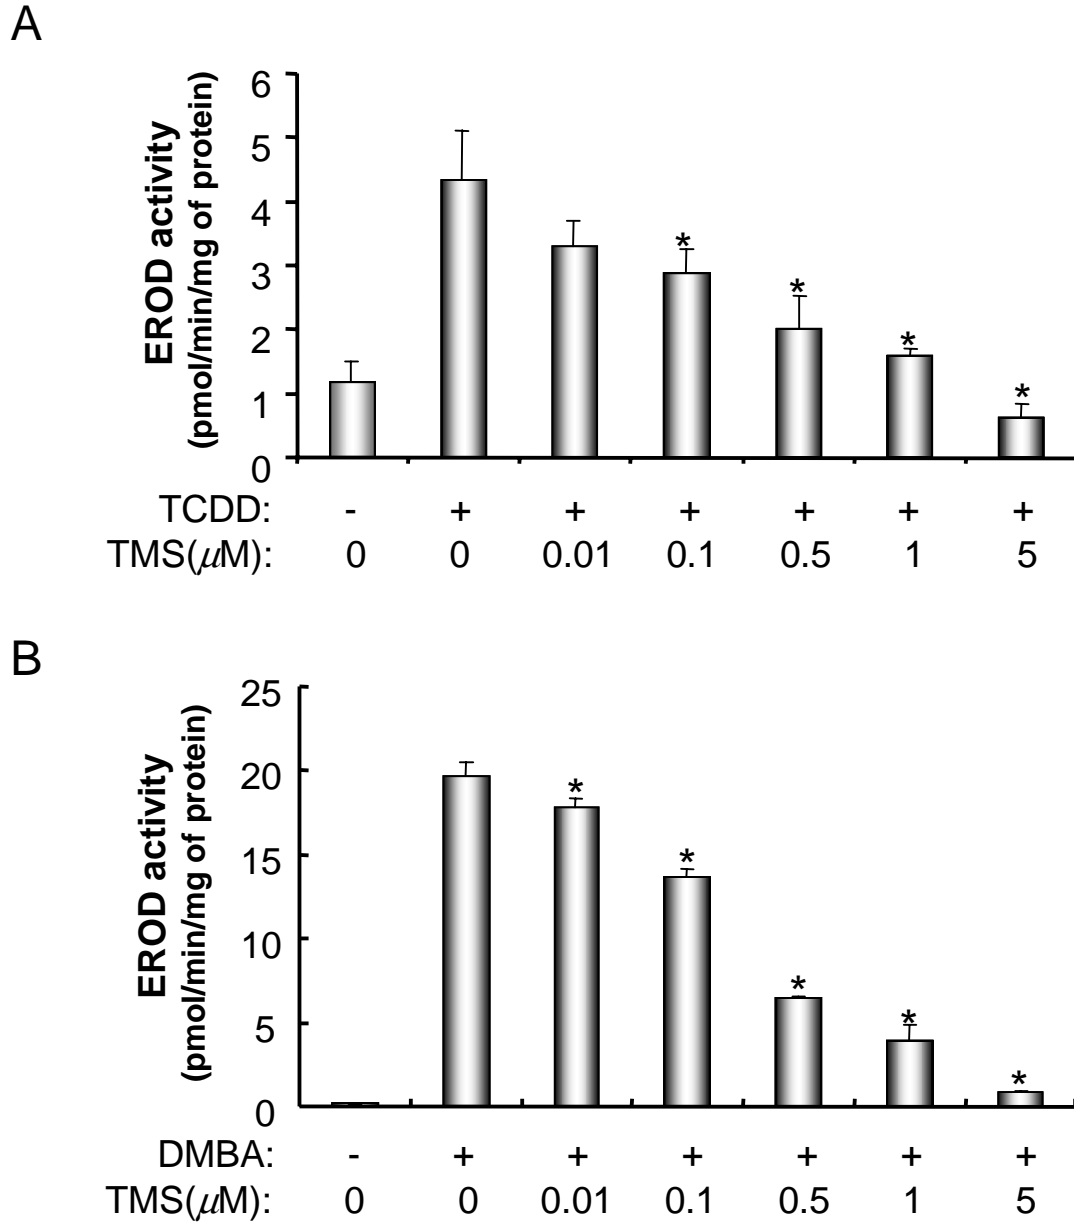 A
EROD activity
(pmol/min/mg of protein)
6
5
4
3
2
1
0
*
*
*
*
TCDD: - + + + + + +
TMS(μM): 0 0 0.01 0.1 0.5 1 5
B
EROD activity
(pmol/min/mg of protein)
25
20
15
10
5
0
*
*
*
*
*
DMBA: - + + + + + +
TMS(μM): 0 0 0.01 0.1 0.5 1 5